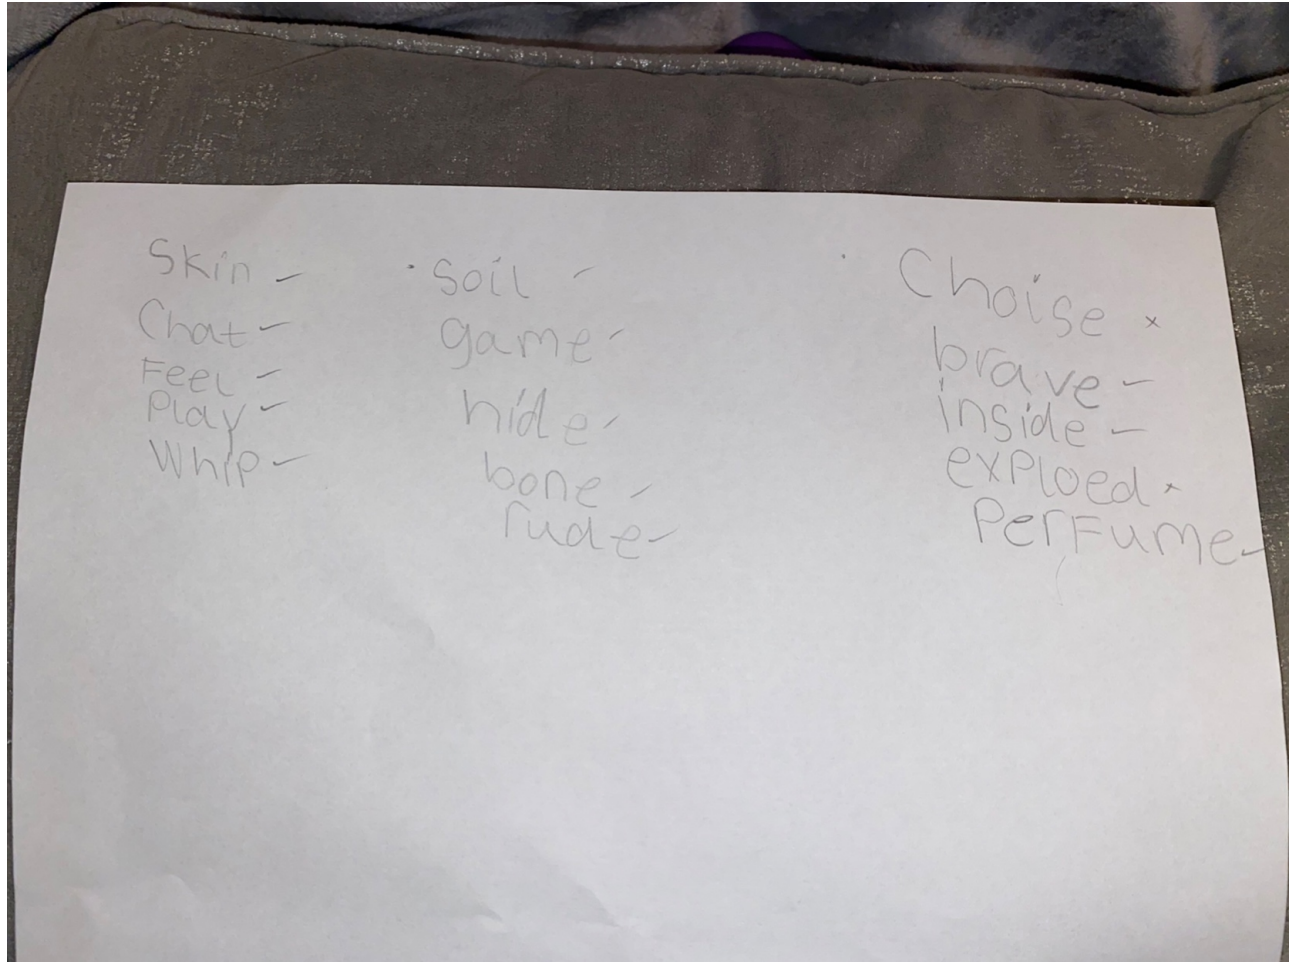 Skin ✓
Chat ✓
Feel ✓
Play ✓
Whip ✓
soil ✓
game ✓
hide ✓
bone ✓
rude ✓
Choise ×
brave ✓
inside ✓
exploed ×
Perfume ✓